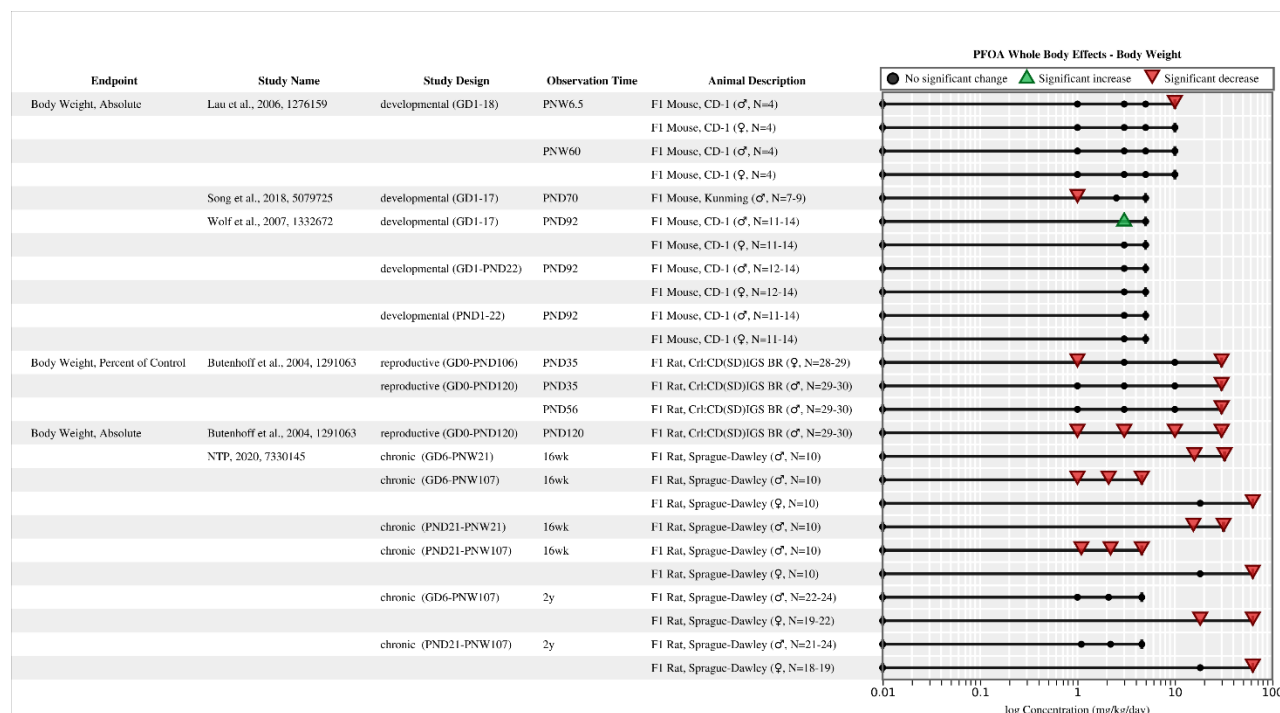 PFOA Whole Body Effects - Body Weight
Endpoint Study Name Study Design Observation Time Animal Description
No significant change Significant increase Significant decrease
Body Weight, Absolute Lau et al., 2006, 1276159 developmental (GD1-18) PNW6.5 F1 Mouse, CD-1 (♂, N=4)
F1 Mouse, CD-1 (♀, N=4)
PNW60 F1 Mouse, CD-1 (♂, N=4)
F1 Mouse, CD-1 (♀, N=4)
Song et al., 2018, 5079725 developmental (GD1-17) PND70 F1 Mouse, Kunming (♂, N=7-9)
Wolf et al., 2007, 1332672 developmental (GD1-17) PND92 F1 Mouse, CD-1 (♂, N=11-14)
F1 Mouse, CD-1 (♀, N=11-14)
developmental (GD1-PND22) PND92 F1 Mouse, CD-1 (♂, N=12-14)
F1 Mouse, CD-1 (♀, N=12-14)
developmental (PND1-22) PND92 F1 Mouse, CD-1 (♂, N=11-14)
F1 Mouse, CD-1 (♀, N=11-14)
Body Weight, Percent of Control Butenhoff et al., 2004, 1291063 reproductive (GD0-PND106) PND35 F1 Rat, Crl:CD(SD)IGS BR (♀, N=28-29)
reproductive (GD0-PND120) PND35 F1 Rat, Crl:CD(SD)IGS BR (♂, N=29-30)
PND56 F1 Rat, Crl:CD(SD)IGS BR (♂, N=29-30)
Body Weight, Absolute Butenhoff et al., 2004, 1291063 reproductive (GD0-PND120) PND120 F1 Rat, Crl:CD(SD)IGS BR (♂, N=29-30)
NTP, 2020, 7330145 chronic (GD6-PNW21) 16wk F1 Rat, Sprague-Dawley (♂, N=10)
chronic (GD6-PNW107) 16wk F1 Rat, Sprague-Dawley (♂, N=10)
F1 Rat, Sprague-Dawley (♀, N=10)
chronic (PND21-PNW21) 16wk F1 Rat, Sprague-Dawley (♂, N=10)
chronic (PND21-PNW107) 16wk F1 Rat, Sprague-Dawley (♂, N=10)
F1 Rat, Sprague-Dawley (♀, N=10)
chronic (GD6-PNW107) 2y F1 Rat, Sprague-Dawley (♂, N=22-24)
F1 Rat, Sprague-Dawley (♀, N=19-22)
chronic (PND21-PNW107) 2y F1 Rat, Sprague-Dawley (♂, N=21-24)
F1 Rat, Sprague-Dawley (♀, N=18-19)
0.01 0.1 1 10 100
log Concentration (mg/kg/day)